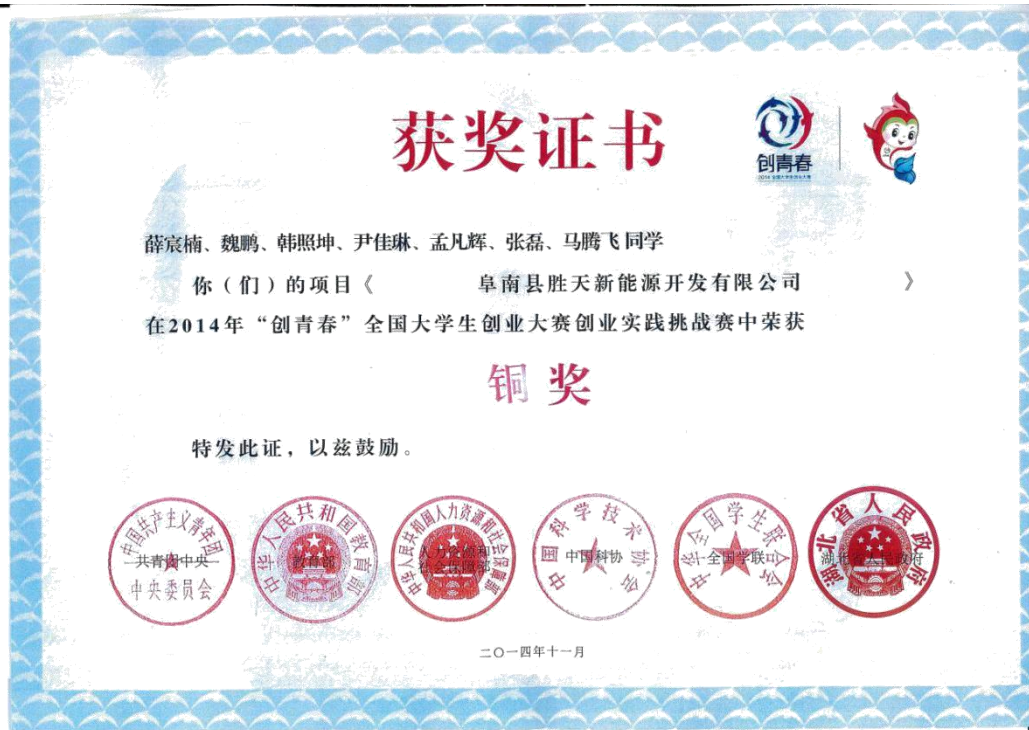 获奖证书
创青春
薛宸楠、魏鹏、韩照坤、尹佳琳、孟凡辉、张磊、马腾飞同学
你（们）的项目《 阜南县胜天新能源开发有限公司 》
在2014年“创青春”全国大学生创业大赛创业实践挑战赛中荣获
铜奖
特发此证，以兹鼓励。
中国共产主义青年团
共青团中央
中央委员会
中华人民共和国教育部
教育部
中华人民共和国人力资源和社会保障部
人力资源和
社会保障部
中国科学技术协会
中国科协
中华全国学生联合会
全国学联
湖北省人民政府
湖北省人民政府
二〇一四年十一月